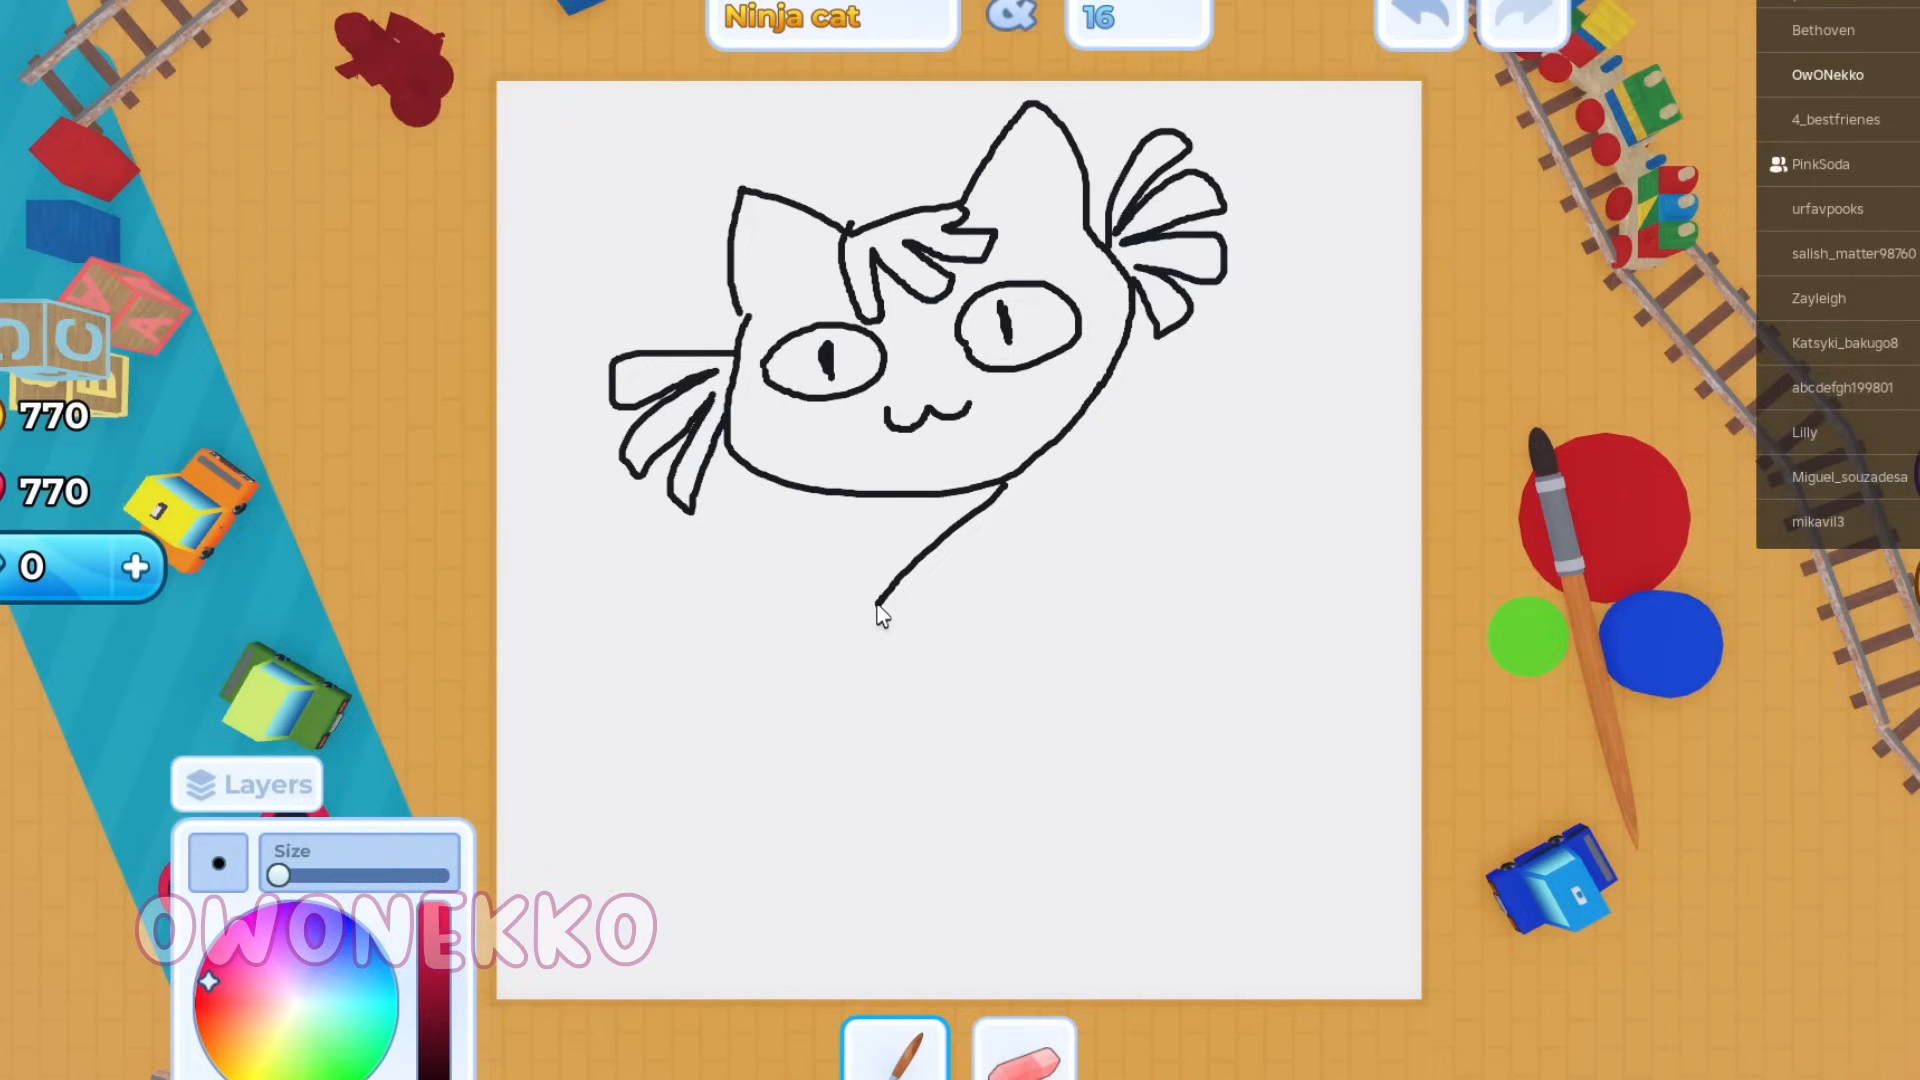 Ninja cat & 16
Bethoven
OwONekko
4_bestfrienes
PinkSoda
urfavpooks
salish_matter98760
Zayleigh
Katsyki_bakugo8
abcdefgh199801
Lilly
Miguel_souzadesa
mikavil3
A
A
O
770
770
0
Layers
Size
OWONEKKO